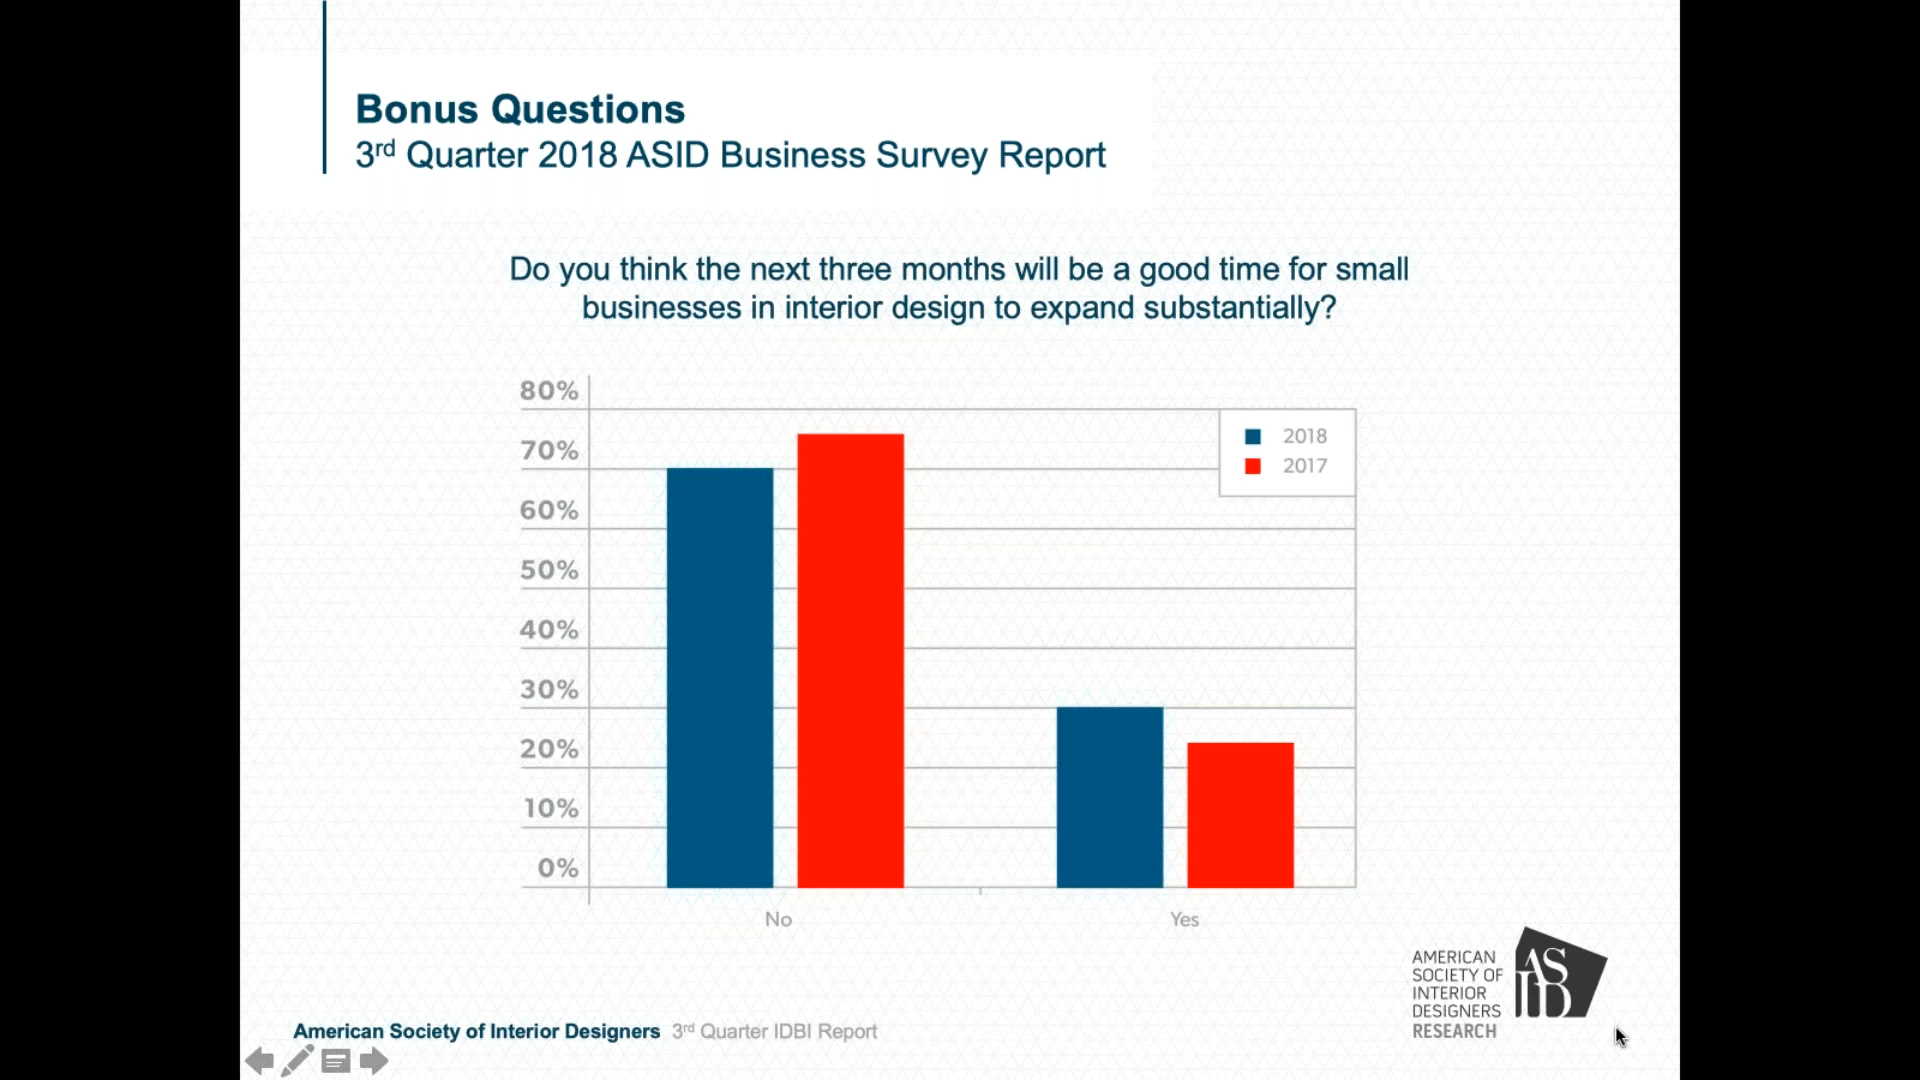 Bonus Questions
3rd Quarter 2018 ASID Business Survey Report
Do you think the next three months will be a good time for small
businesses in interior design to expand substantially?
80%
70%
60%
50%
40%
30%
20%
10%
0%
2018
2017
No
Yes
AMERICAN
SOCIETY OF
INTERIOR
DESIGNERS
RESEARCH
AS
ID
American Society of Interior Designers 3rd Quarter IDBI Report